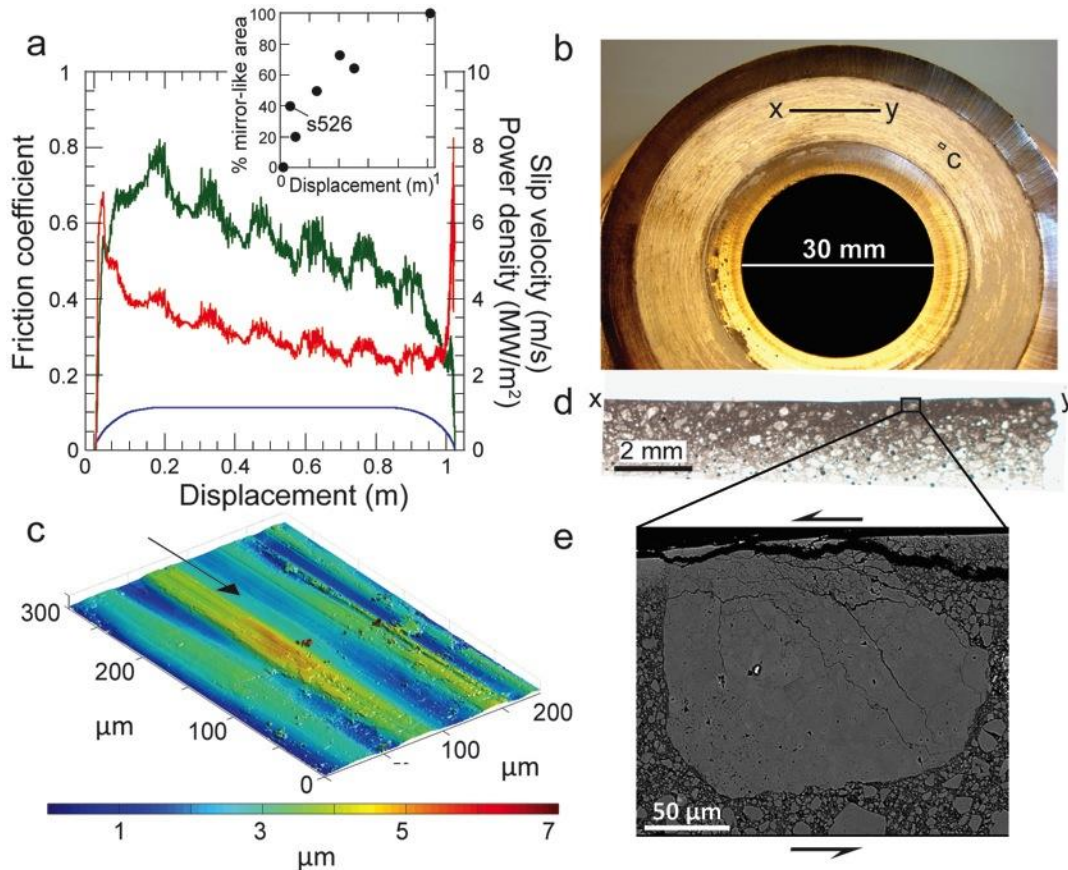 a
100
80
60
40
20
0
% mirror-like area
s526
0
Displacement (m)
1
1
0.8
0.6
0.4
0.2
0
Friction coefficient
10
8
6
4
2
0
Slip velocity (m/s)
Power density (MW/m²)
0
0.2
0.4
0.6
0.8
1
Displacement (m)
b
x
y
c
30 mm
d
x
y
2 mm
c
300
200
100
0
µm
200
100
µm
1
3
5
7
µm
e
50 µm